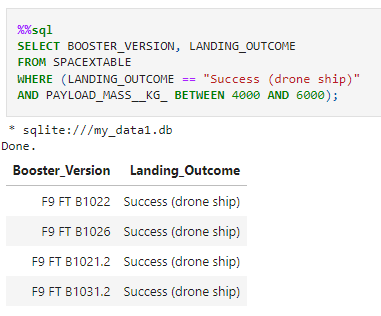 %%sql
SELECT BOOSTER_VERSION, LANDING_OUTCOME
FROM SPACEXTABLE
WHERE (LANDING_OUTCOME == "Success (drone ship)"
AND PAYLOAD_MASS__KG_ BETWEEN 4000 AND 6000);
* sqlite:///my_data1.db
Done.
Booster_Version Landing_Outcome
F9 FT B1022 Success (drone ship)
F9 FT B1026 Success (drone ship)
F9 FT B1021.2 Success (drone ship)
F9 FT B1031.2 Success (drone ship)